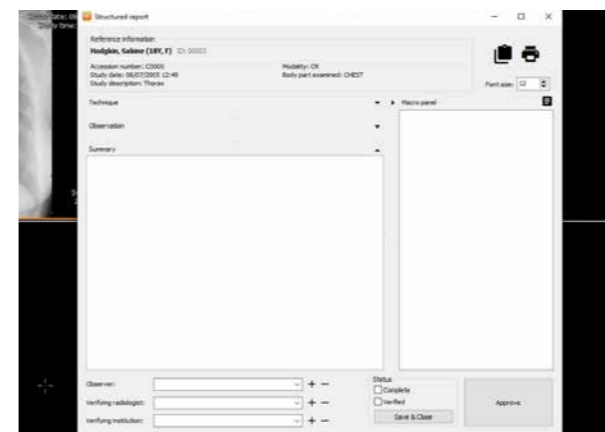 Structured report
Reference information
Hodgkin, Sabine (18Y, F) ID: 00003
Accession number: C0001
Modality: CR
Study date: 08/07/2005 12:49
Body part examined: CHEST
Study description: Thorax
Font size: 12
Technique
Macro panel
Observation
Summary
Observer:
Verifying radiologist:
Verifying institution:
Status
Complete
Verified
Save & Close
Approve